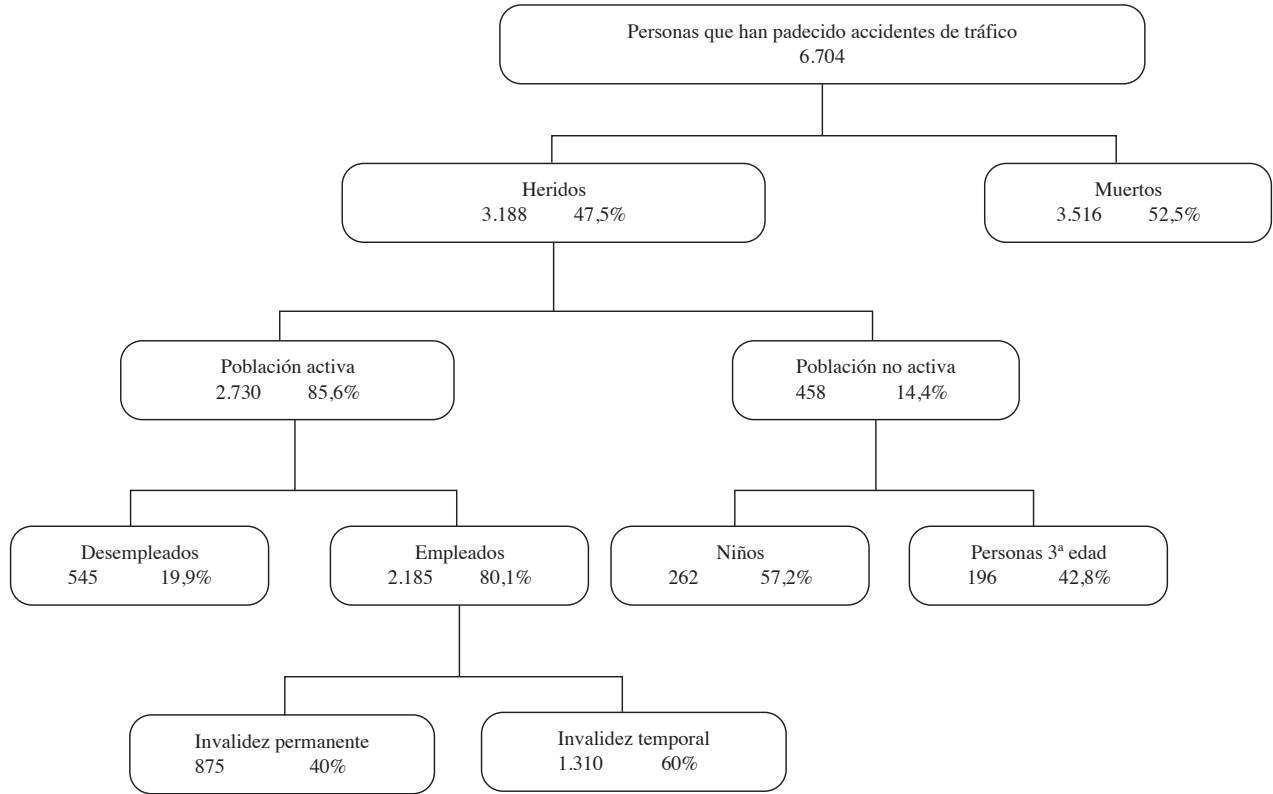 Personas que han padecido accidentes de tráfico
6.704
Heridos
3.188 47,5%
Muertos
3.516 52,5%
Población activa
2.730 85,6%
Población no activa
458 14,4%
Desempleados
545 19,9%
Empleados
2.185 80,1%
Niños
262 57,2%
Personas 3ª edad
196 42,8%
Invalidez permanente
875 40%
Invalidez temporal
1.310 60%